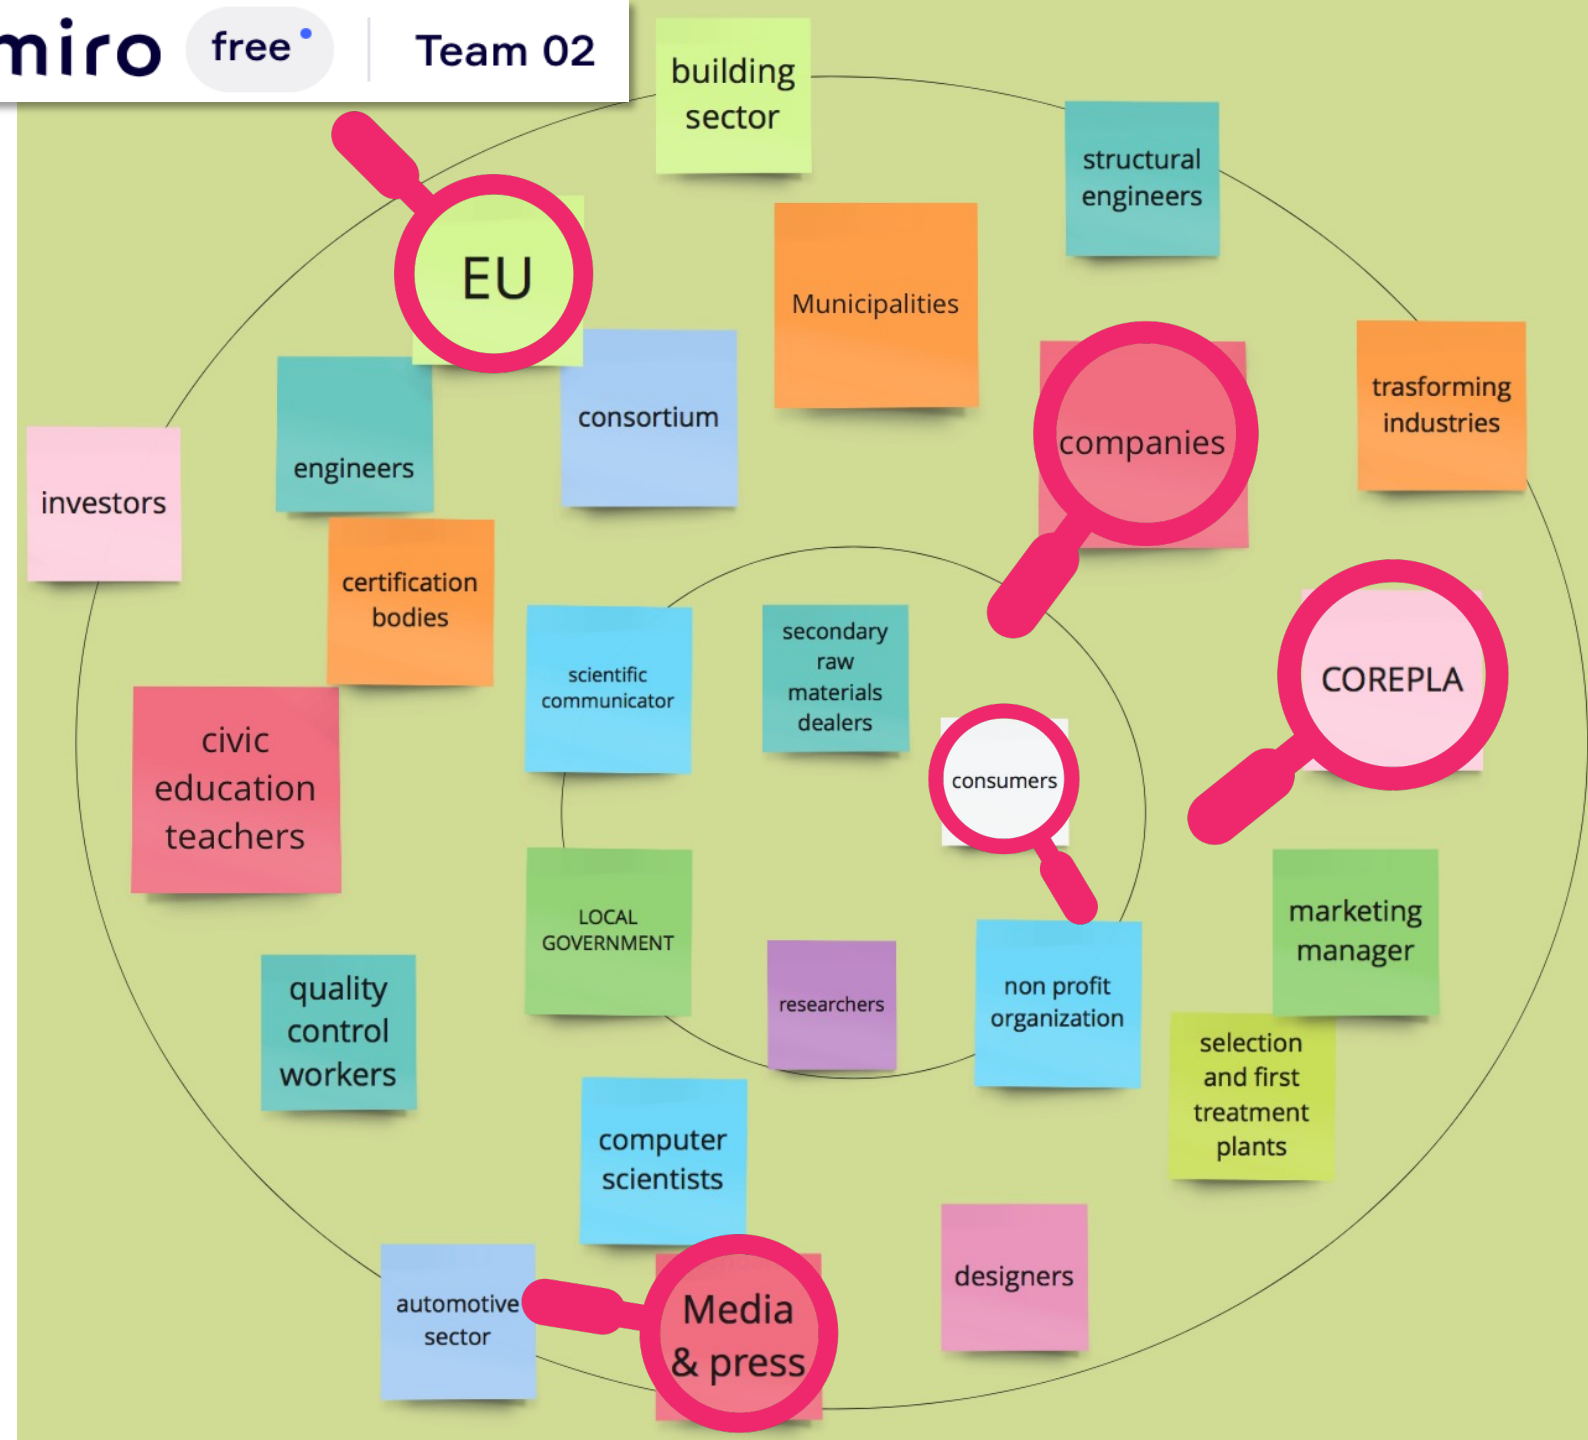 miro free Team 02
building
sector
structural
engineers
EU
Municipalities
consortium
companies
trasforming
industries
engineers
investors
certification
bodies
scientific
communicator
secondary
raw
materials
dealers
COREPLA
civic
education
teachers
consumers
LOCAL
GOVERNMENT
marketing
manager
quality
control
workers
researchers
non profit
organization
selection
and first
treatment
plants
computer
scientists
designers
automotive
sector
Media
& press